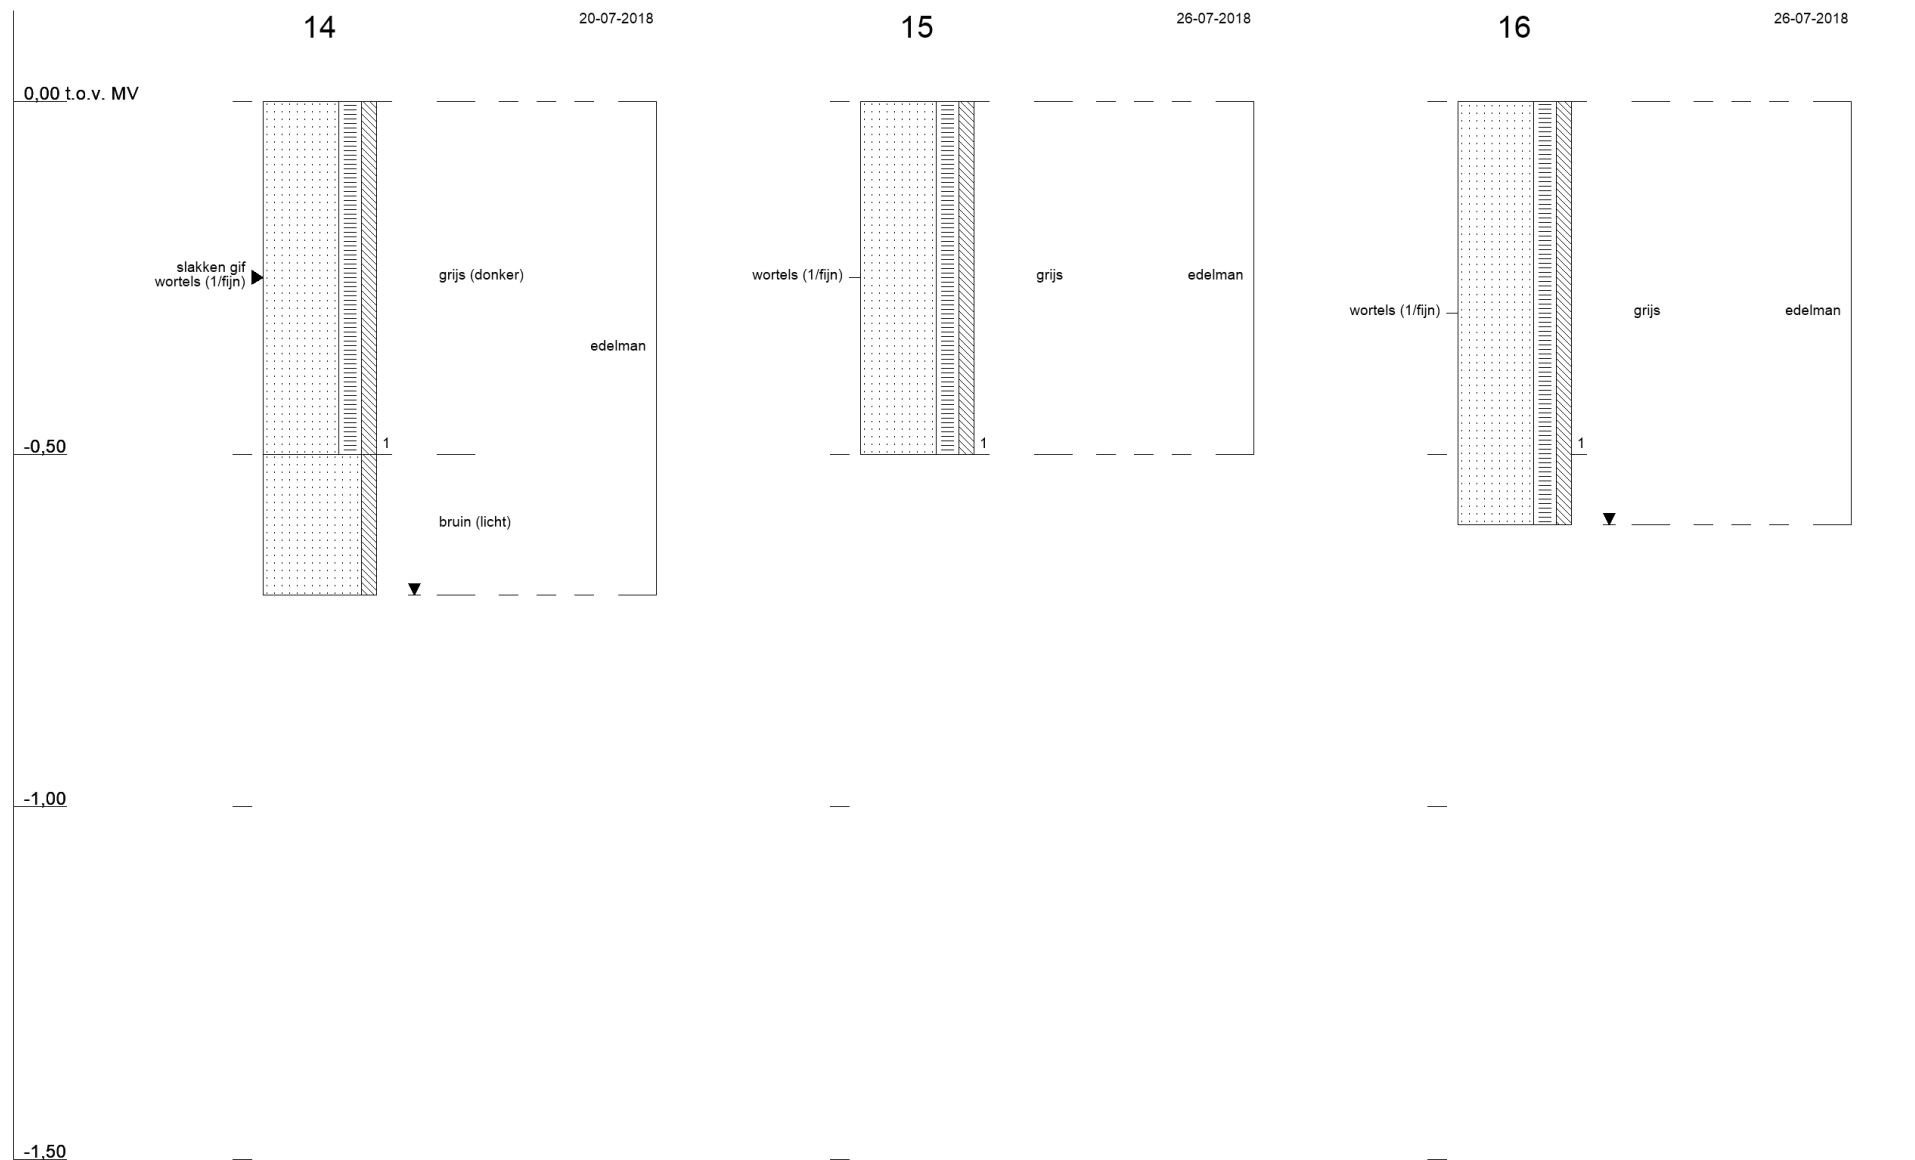 14
20-07-2018
15
26-07-2018
16
26-07-2018
0,00 t.o.v. MV
slakken gif
wortels (1/fijn)
grijs (donker)
edelman
1
bruin (licht)
wortels (1/fijn)
grijs
edelman
1
wortels (1/fijn)
grijs
edelman
1
-0,50
-1,00
-1,50